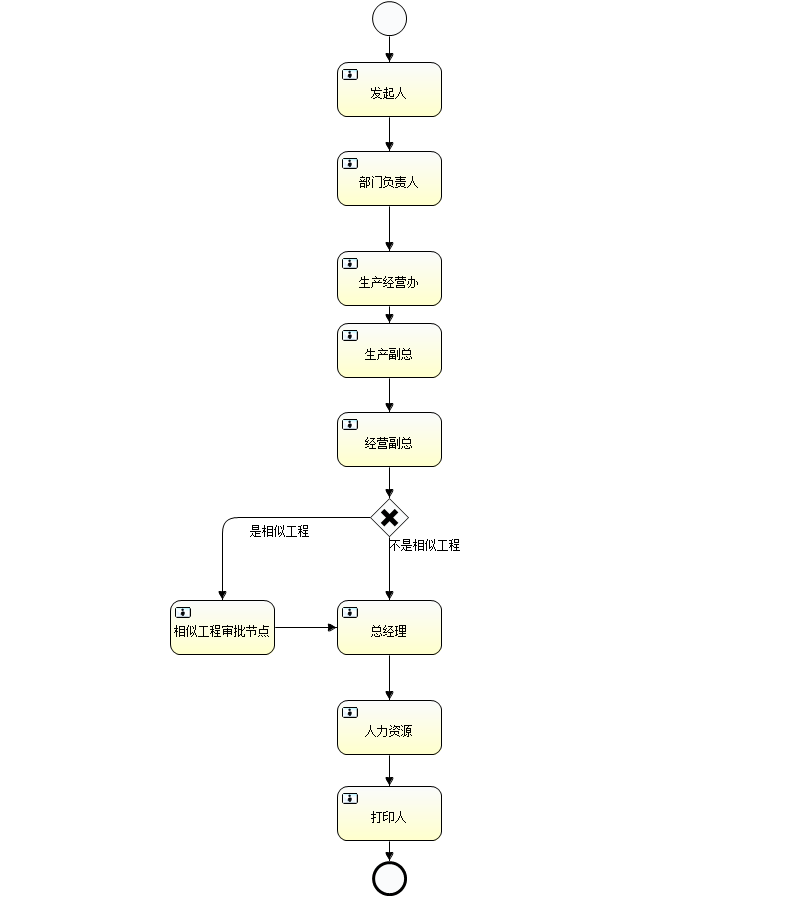 发起人
部门负责人
生产经营办
生产副总
经营副总
是相似工程
不是相似工程
相似工程审批节点
总经理
人力资源
打印人